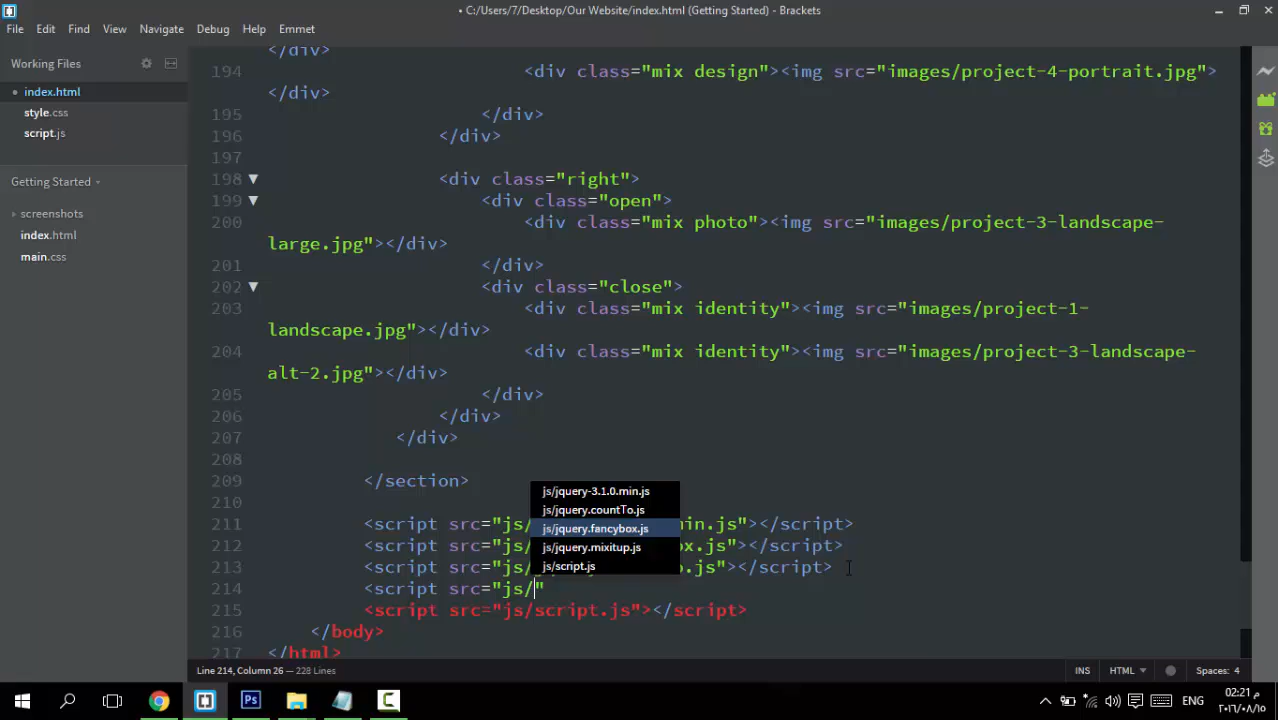 • C:/Users/7/Desktop/Our Website/index.html (Getting Started) - Brackets
File Edit Find View Navigate Debug Help Emmet
Working Files
• index.html
style.css
script.js
Getting Started
screenshots
index.html
main.css
</div>
194 <div class="mix design"><img src="images/project-4-portrait.jpg">
</div>
195 </div>
196 </div>
197
198 <div class="right">
199 <div class="open">
200 <div class="mix photo"><img src="images/project-3-landscape-
large.jpg"></div>
201 </div>
202 <div class="close">
203 <div class="mix identity"><img src="images/project-1-
landscape.jpg"></div>
204 <div class="mix identity"><img src="images/project-3-landscape-
alt-2.jpg"></div>
205 </div>
206 </div>
207 </div>
208
209 </section>
210
js/jquery-3.1.0.min.js
js/jquery.countTo.js
js/jquery.fancybox.js
js/jquery.mixitup.js
js/script.js
211 <script src="js/ min.js"></script>
212 <script src="js/ ox.js"></script>
213 <script src="js/ o.js"></script>
214 <script src="js/"
215 <script src="js/script.js"></script>
216 </body>
217 </html>
Line 214, Column 26 — 228 Lines
INS HTML Spaces: 4
ENG
02:21 م
٢٠١٦/٠٨/١٥